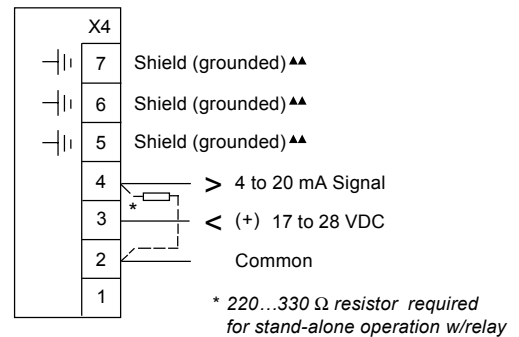 X4
7 Shield (grounded)▲▲
6 Shield (grounded)▲▲
5 Shield (grounded)▲▲
4 > 4 to 20 mA Signal
*
3 < (+) 17 to 28 VDC
2 Common
1
* 220...330 Ω resistor required
for stand-alone operation w/relay